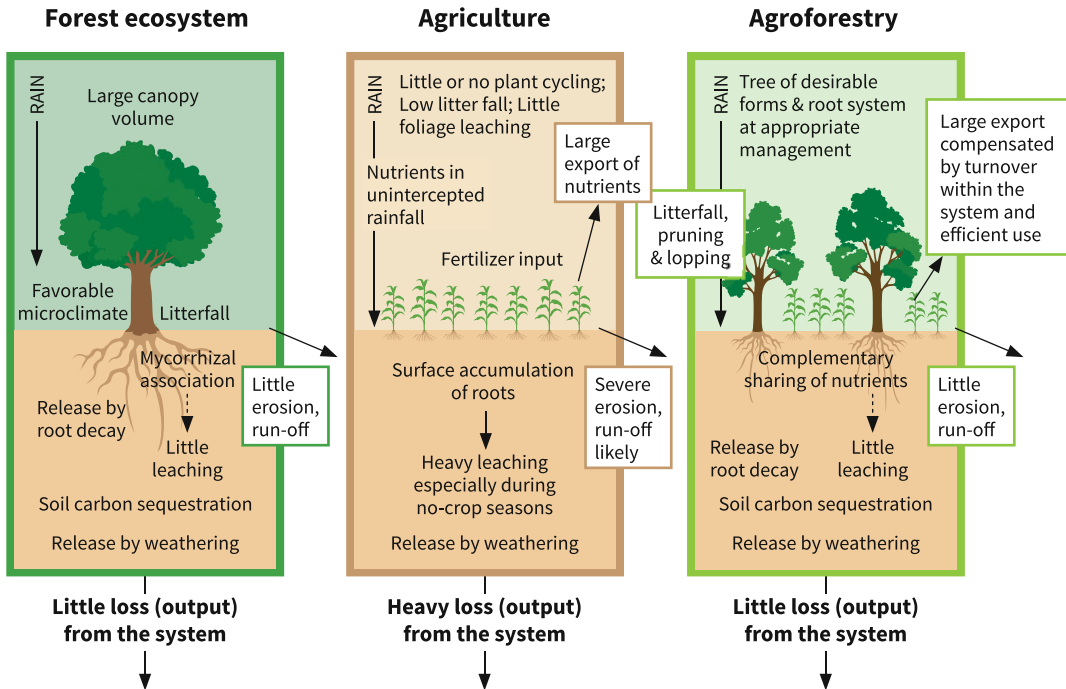 Forest ecosystem
RAIN
Large canopy
volume
Favorable
microclimate
Litterfall
Mycorrhizal
association
Release by
root decay
Little
leaching
Little
erosion,
run-off
Soil carbon sequestration
Release by weathering
Little loss (output)
from the system
Agriculture
RAIN
Little or no plant cycling;
Low litter fall; Little
foliage leaching
Nutrients in
unintercepted
rainfall
Large
export of
nutrients
Fertilizer input
Surface accumulation
of roots
Severe
erosion,
run-off
likely
Heavy leaching
especially during
no-crop seasons
Release by weathering
Heavy loss (output)
from the system
Agroforestry
RAIN
Tree of desirable
forms & root system
at appropriate
management
Large export
compensated
by turnover
within the
system and
efficient use
Litterfall,
pruning
& lopping
Complementary
sharing of nutrients
Little
erosion,
run-off
Release by
root decay
Little
leaching
Soil carbon sequestration
Release by weathering
Little loss (output)
from the system